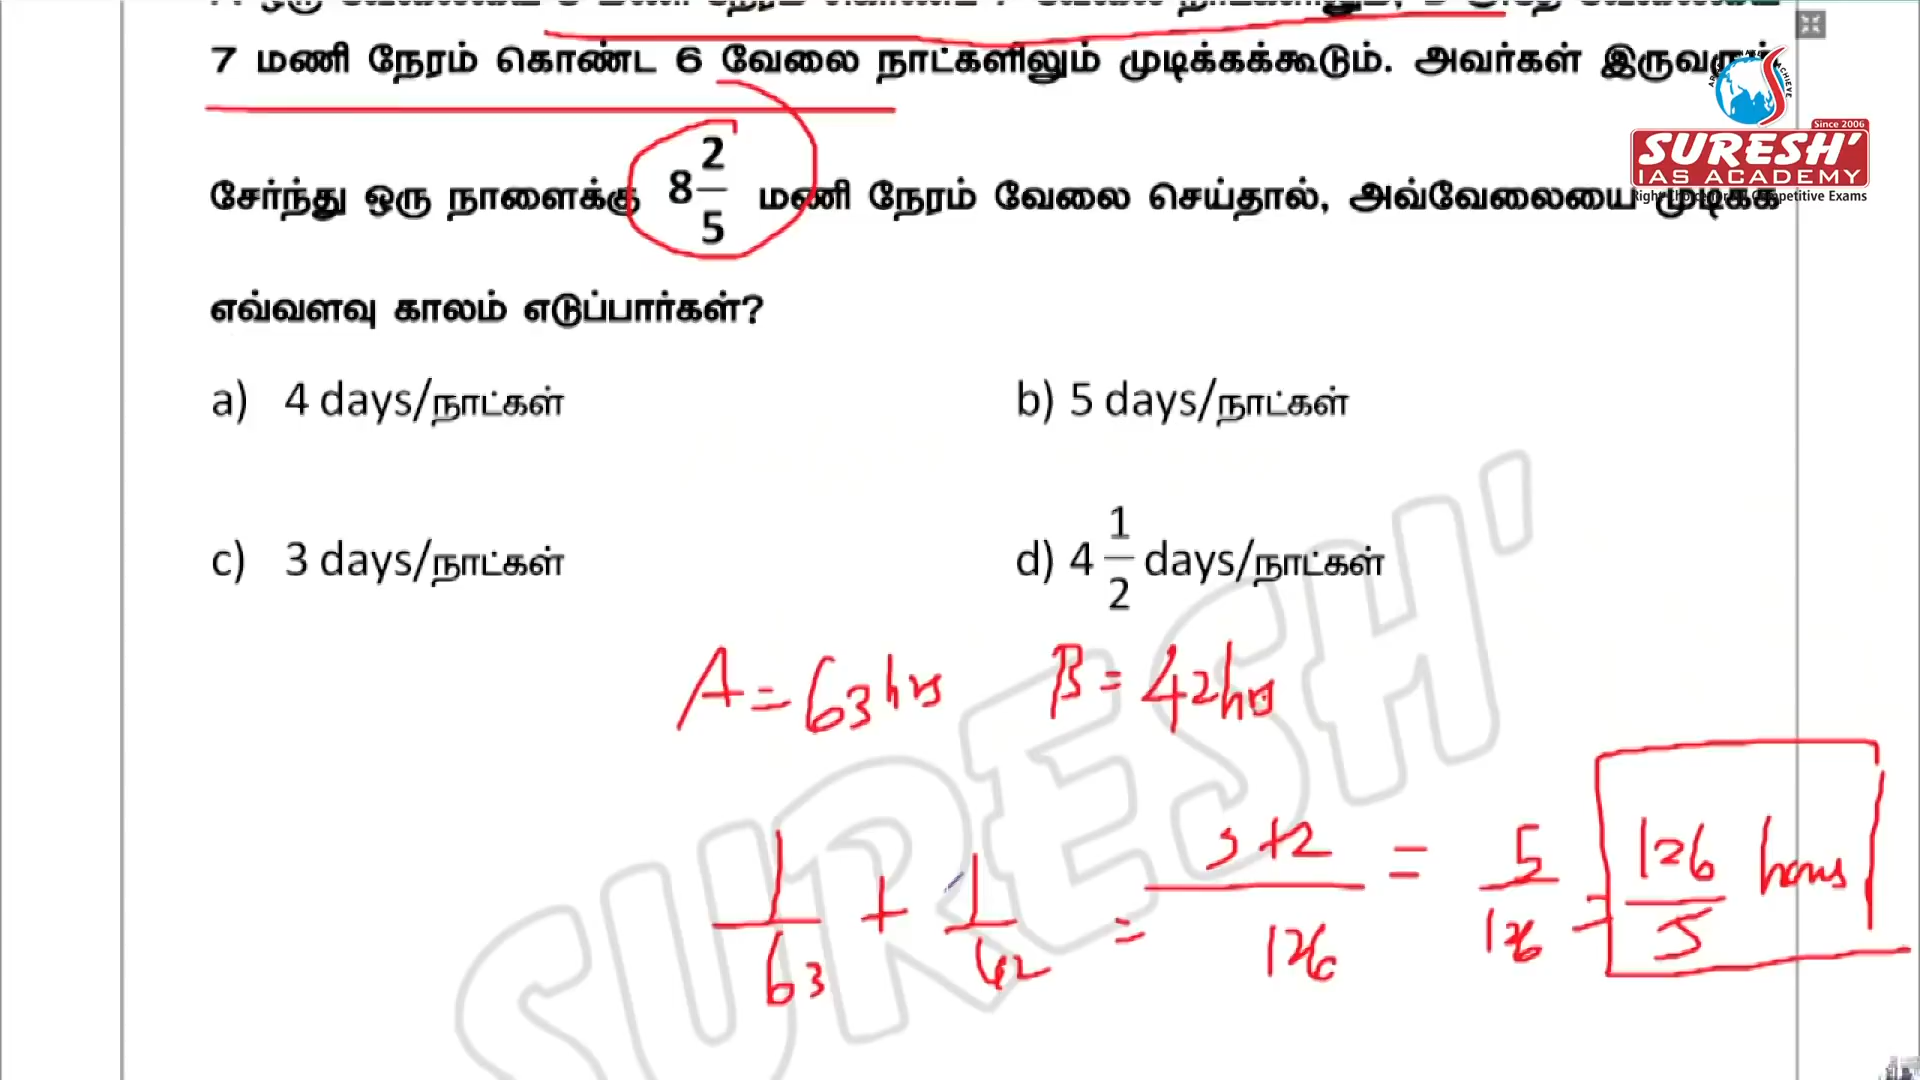 7 மணி நேரம் கொண்ட 6 வேலை நாட்களிலும் முடிக்கக்கூடும். அவர்கள் இருவரும்
சேர்ந்து ஒரு நாளைக்கு 8 2/5 மணி நேரம் வேலை செய்தால், அவ்வேலையை முடிக்க
எவ்வளவு காலம் எடுப்பார்கள்?
Since 2006
SURESH'
IAS ACADEMY
a) 4 days/நாட்கள்
b) 5 days/நாட்கள்
c) 3 days/நாட்கள்
d) 4 1/2 days/நாட்கள்
A = 63 hrs B = 42 hrs
1/63 + 1/42 = 3+2/126 = 5/126 = 126/5 hours
SURESH'